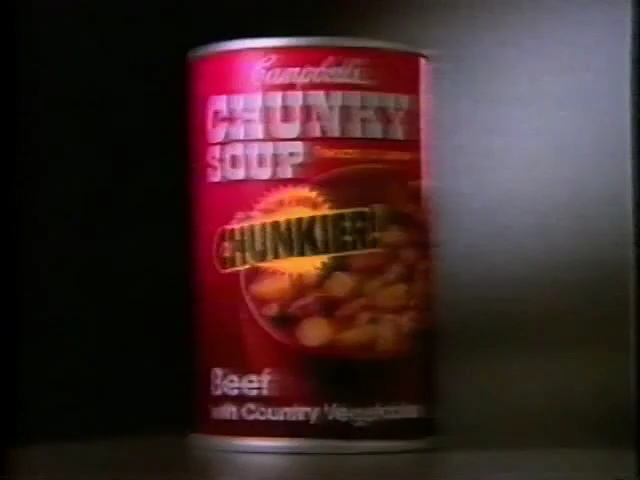 Campbell's
CHUNKY
SOUP
CHUNKIER!
Beef
with Country Vegetables